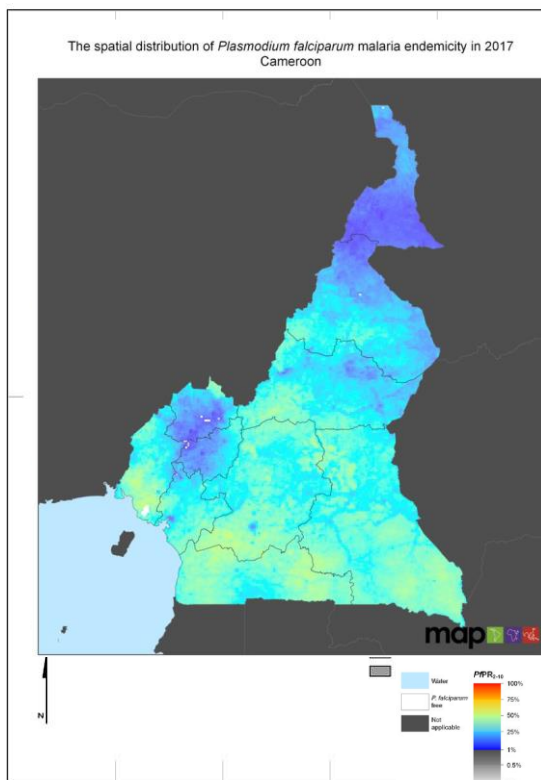 The spatial distribution of Plasmodium falciparum malaria endemicity in 2017
Cameroon
map
N
Water
P. falciparum
free
Not
applicable
PfPR2-10
100%
75%
50%
25%
1%
0.5%